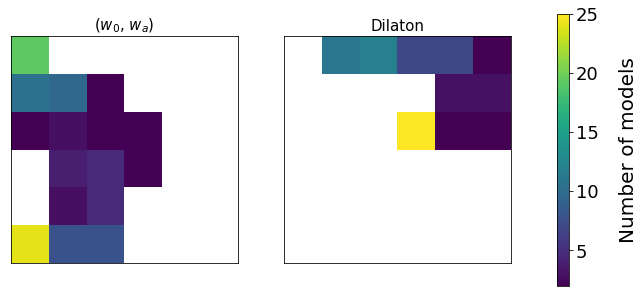 (w₀, wₐ)
Dilaton
25
20
15
10
5
Number of models